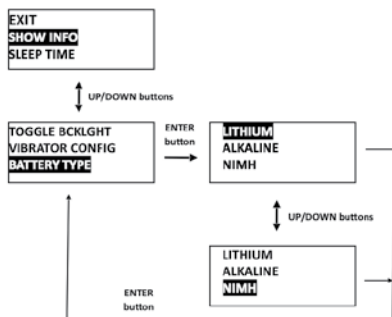 EXIT
SHOW INFO
SLEEP TIME
UP/DOWN buttons
TOGGLE BCKLGHT
VIBRATOR CONFIG
BATTERY TYPE
ENTER
button
LITHIUM
ALKALINE
NIMH
UP/DOWN buttons
LITHIUM
ALKALINE
NIMH
ENTER
button